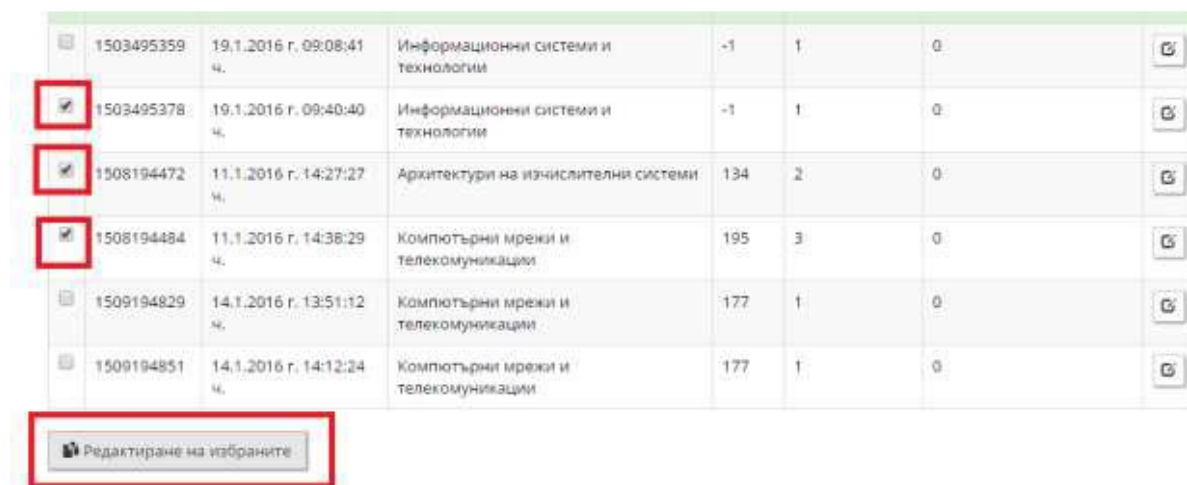 1503495359 19.1.2016 г. 09:08:41 Информационни системи и -1 1 0
ч. технологии
1503495378 19.1.2016 г. 09:40:40 Информационни системи и -1 1 0
ч. технологии
1508194472 11.1.2016 г. 14:27:27 Архитектури на изчислителни системи 134 2 0
ч.
1508194484 11.1.2016 г. 14:38:29 Компютърни мрежи и 195 3 0
ч. телекомуникации
1509194829 14.1.2016 г. 13:51:12 Компютърни мрежи и 177 1 0
ч. телекомуникации
1509194851 14.1.2016 г. 14:12:24 Компютърни мрежи и 177 1 0
ч. телекомуникации
Редактиране на избраните